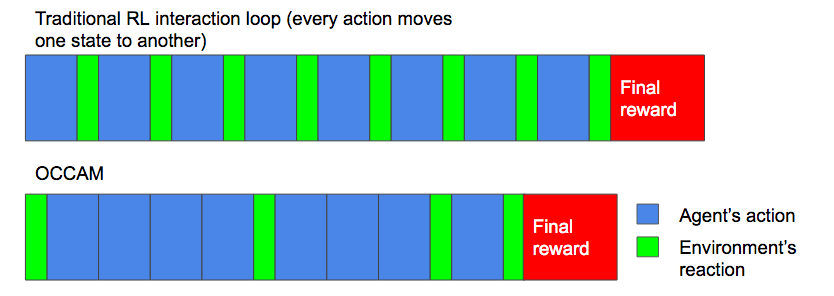 Traditional RL interaction loop (every action moves
one state to another)
Final
reward
OCCAM
Final
reward
Agent's action
Environment's
reaction